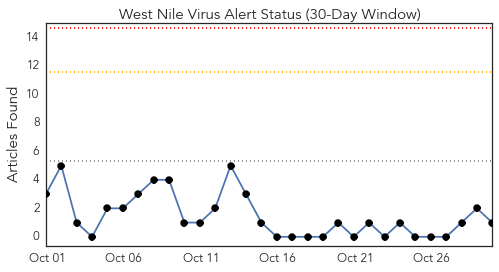 West Nile Virus Alert Status (30-Day Window)
Articles Found
14
12
10
8
6
4
2
0
Oct 01
Oct 06
Oct 11
Oct 16
Oct 21
Oct 26